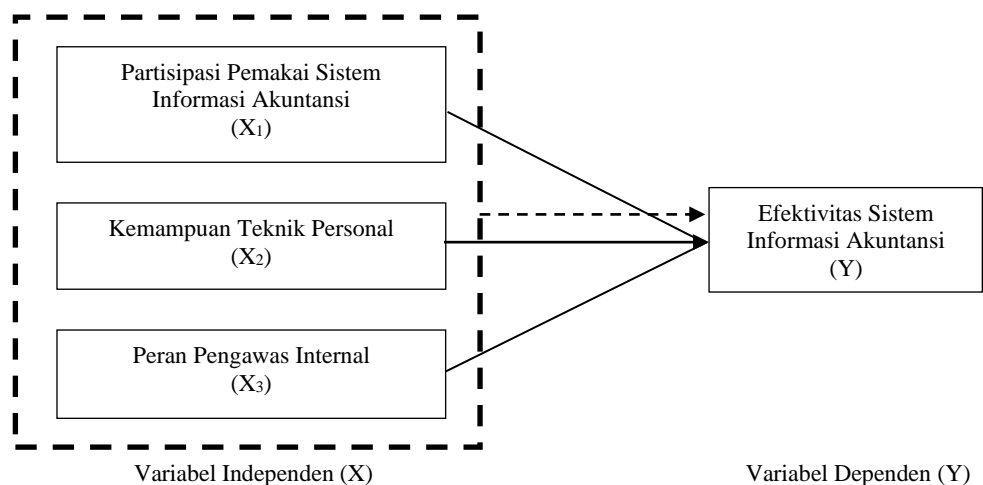 Partisipasi Pemakai Sistem
Informasi Akuntansi
(X1)
Kemampuan Teknik Personal
(X2)
Peran Pengawas Internal
(X3)
Efektivitas Sistem
Informasi Akuntansi
(Y)
Variabel Independen (X)
Variabel Dependen (Y)